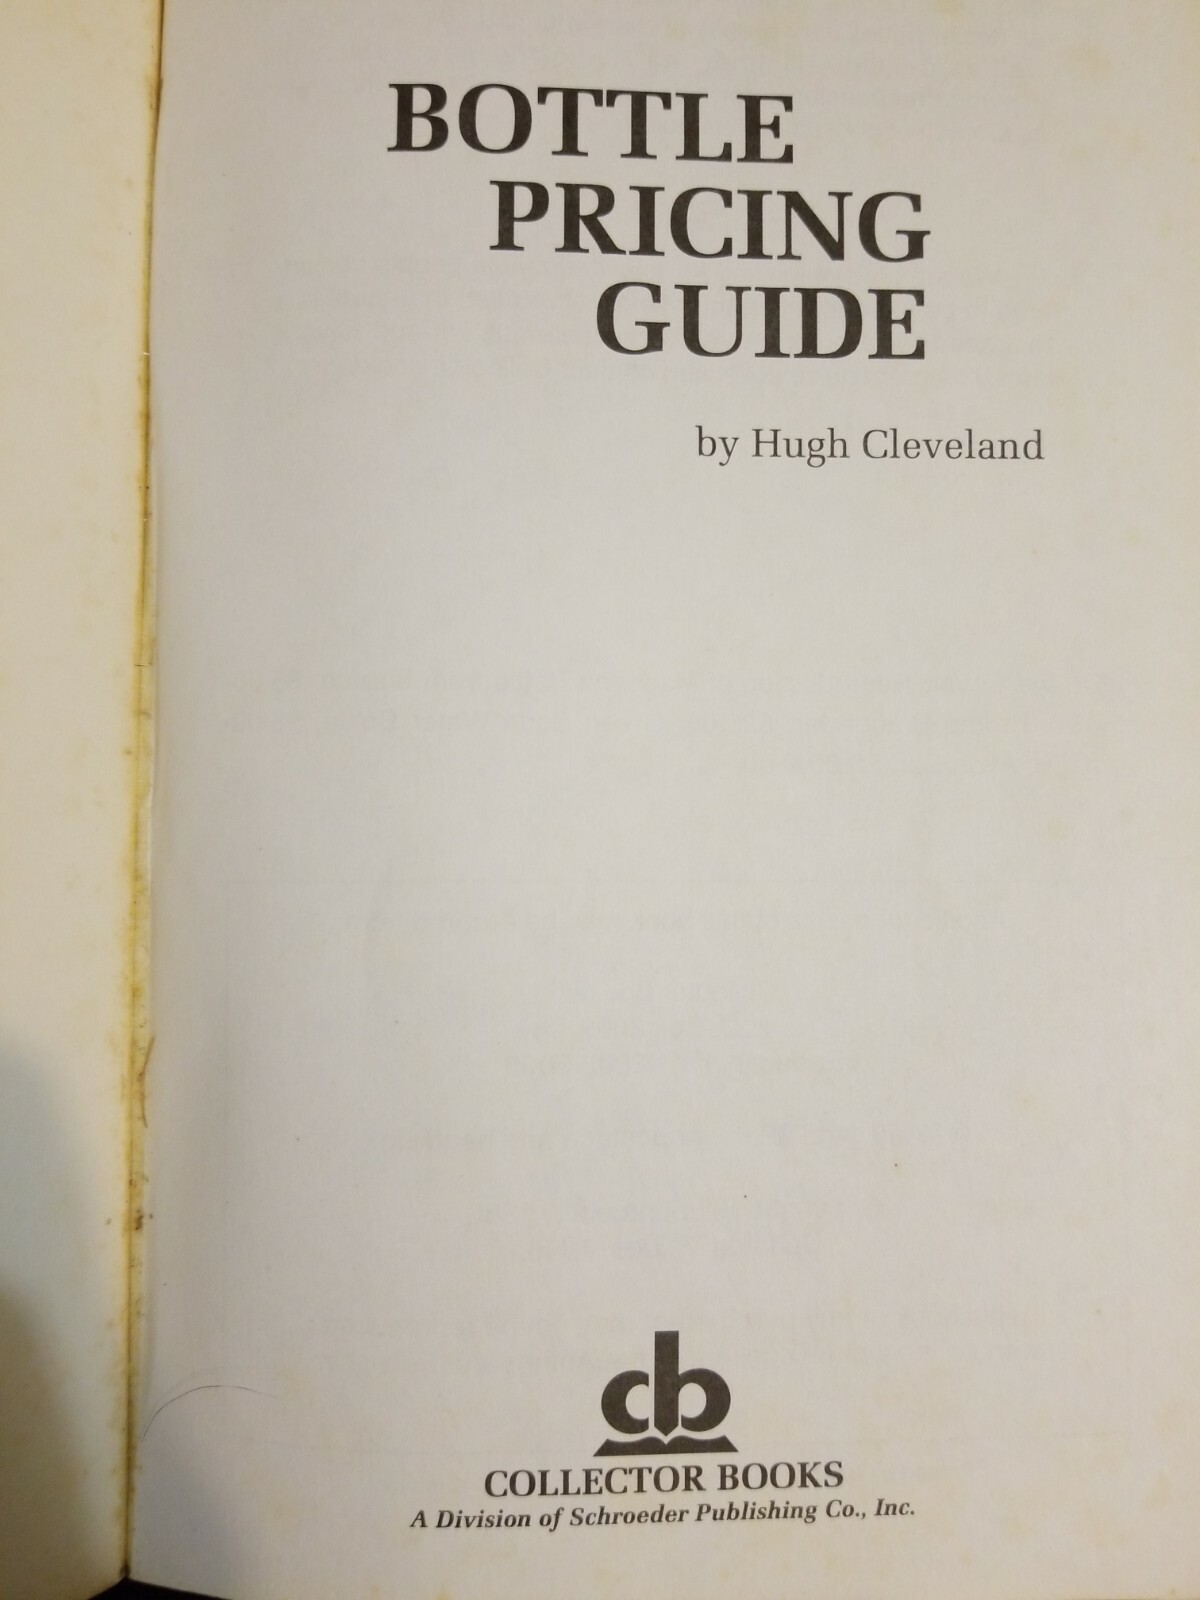 BOTTLE
PRICING
GUIDE
by Hugh Cleveland
cb
COLLECTOR BOOKS
A Division of Schroeder Publishing Co., Inc.